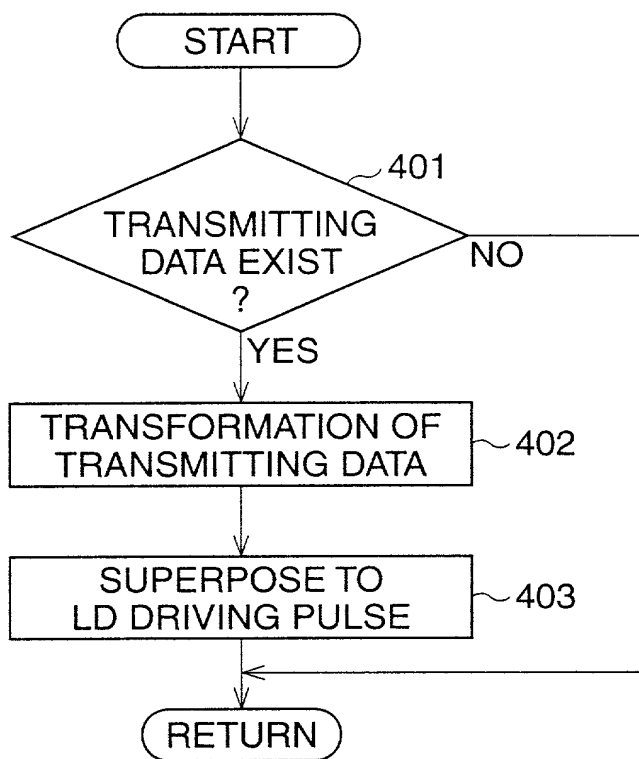 START
401
TRANSMITTING
DATA EXIST
?
NO
YES
TRANSFORMATION OF
TRANSMITTING DATA
402
SUPERPOSE TO
LD DRIVING PULSE
403
RETURN